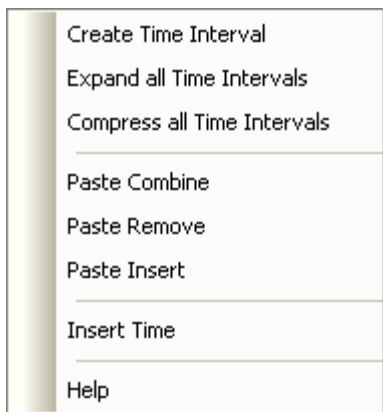 Create Time Interval
Expand all Time Intervals
Compress all Time Intervals
Paste Combine
Paste Remove
Paste Insert
Insert Time
Help